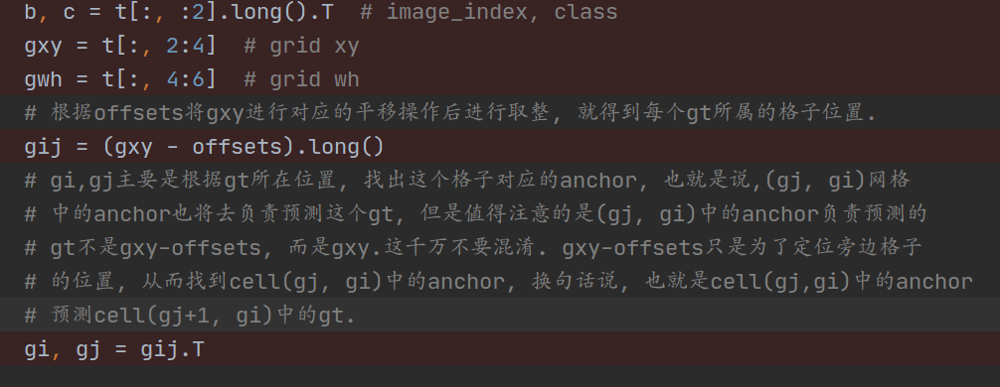 b, c = t[:, :2].long().T  # image_index, class
gxy = t[:, 2:4]  # grid xy
gwh = t[:, 4:6]  # grid wh
# 根据offsets将gxy进行对应的平移操作后进行取整, 就得到每个gt所属的格子位置.
gij = (gxy - offsets).long()
# gi,gj主要是根据gt所在位置, 找出这个格子对应的anchor, 也就是说,(gj, gi)网格
# 中的anchor也将去负责预测这个gt, 但是值得注意的是(gj, gi)中的anchor负责预测的
# gt不是gxy-offsets, 而是gxy.这千万不要混淆. gxy-offsets只是为了定位旁边格子
# 的位置, 从而找到cell(gj, gi)中的anchor, 换句话说, 也就是cell(gj,gi)中的anchor
# 预测cell(gj+1, gi)中的gt.
gi, gj = gij.T